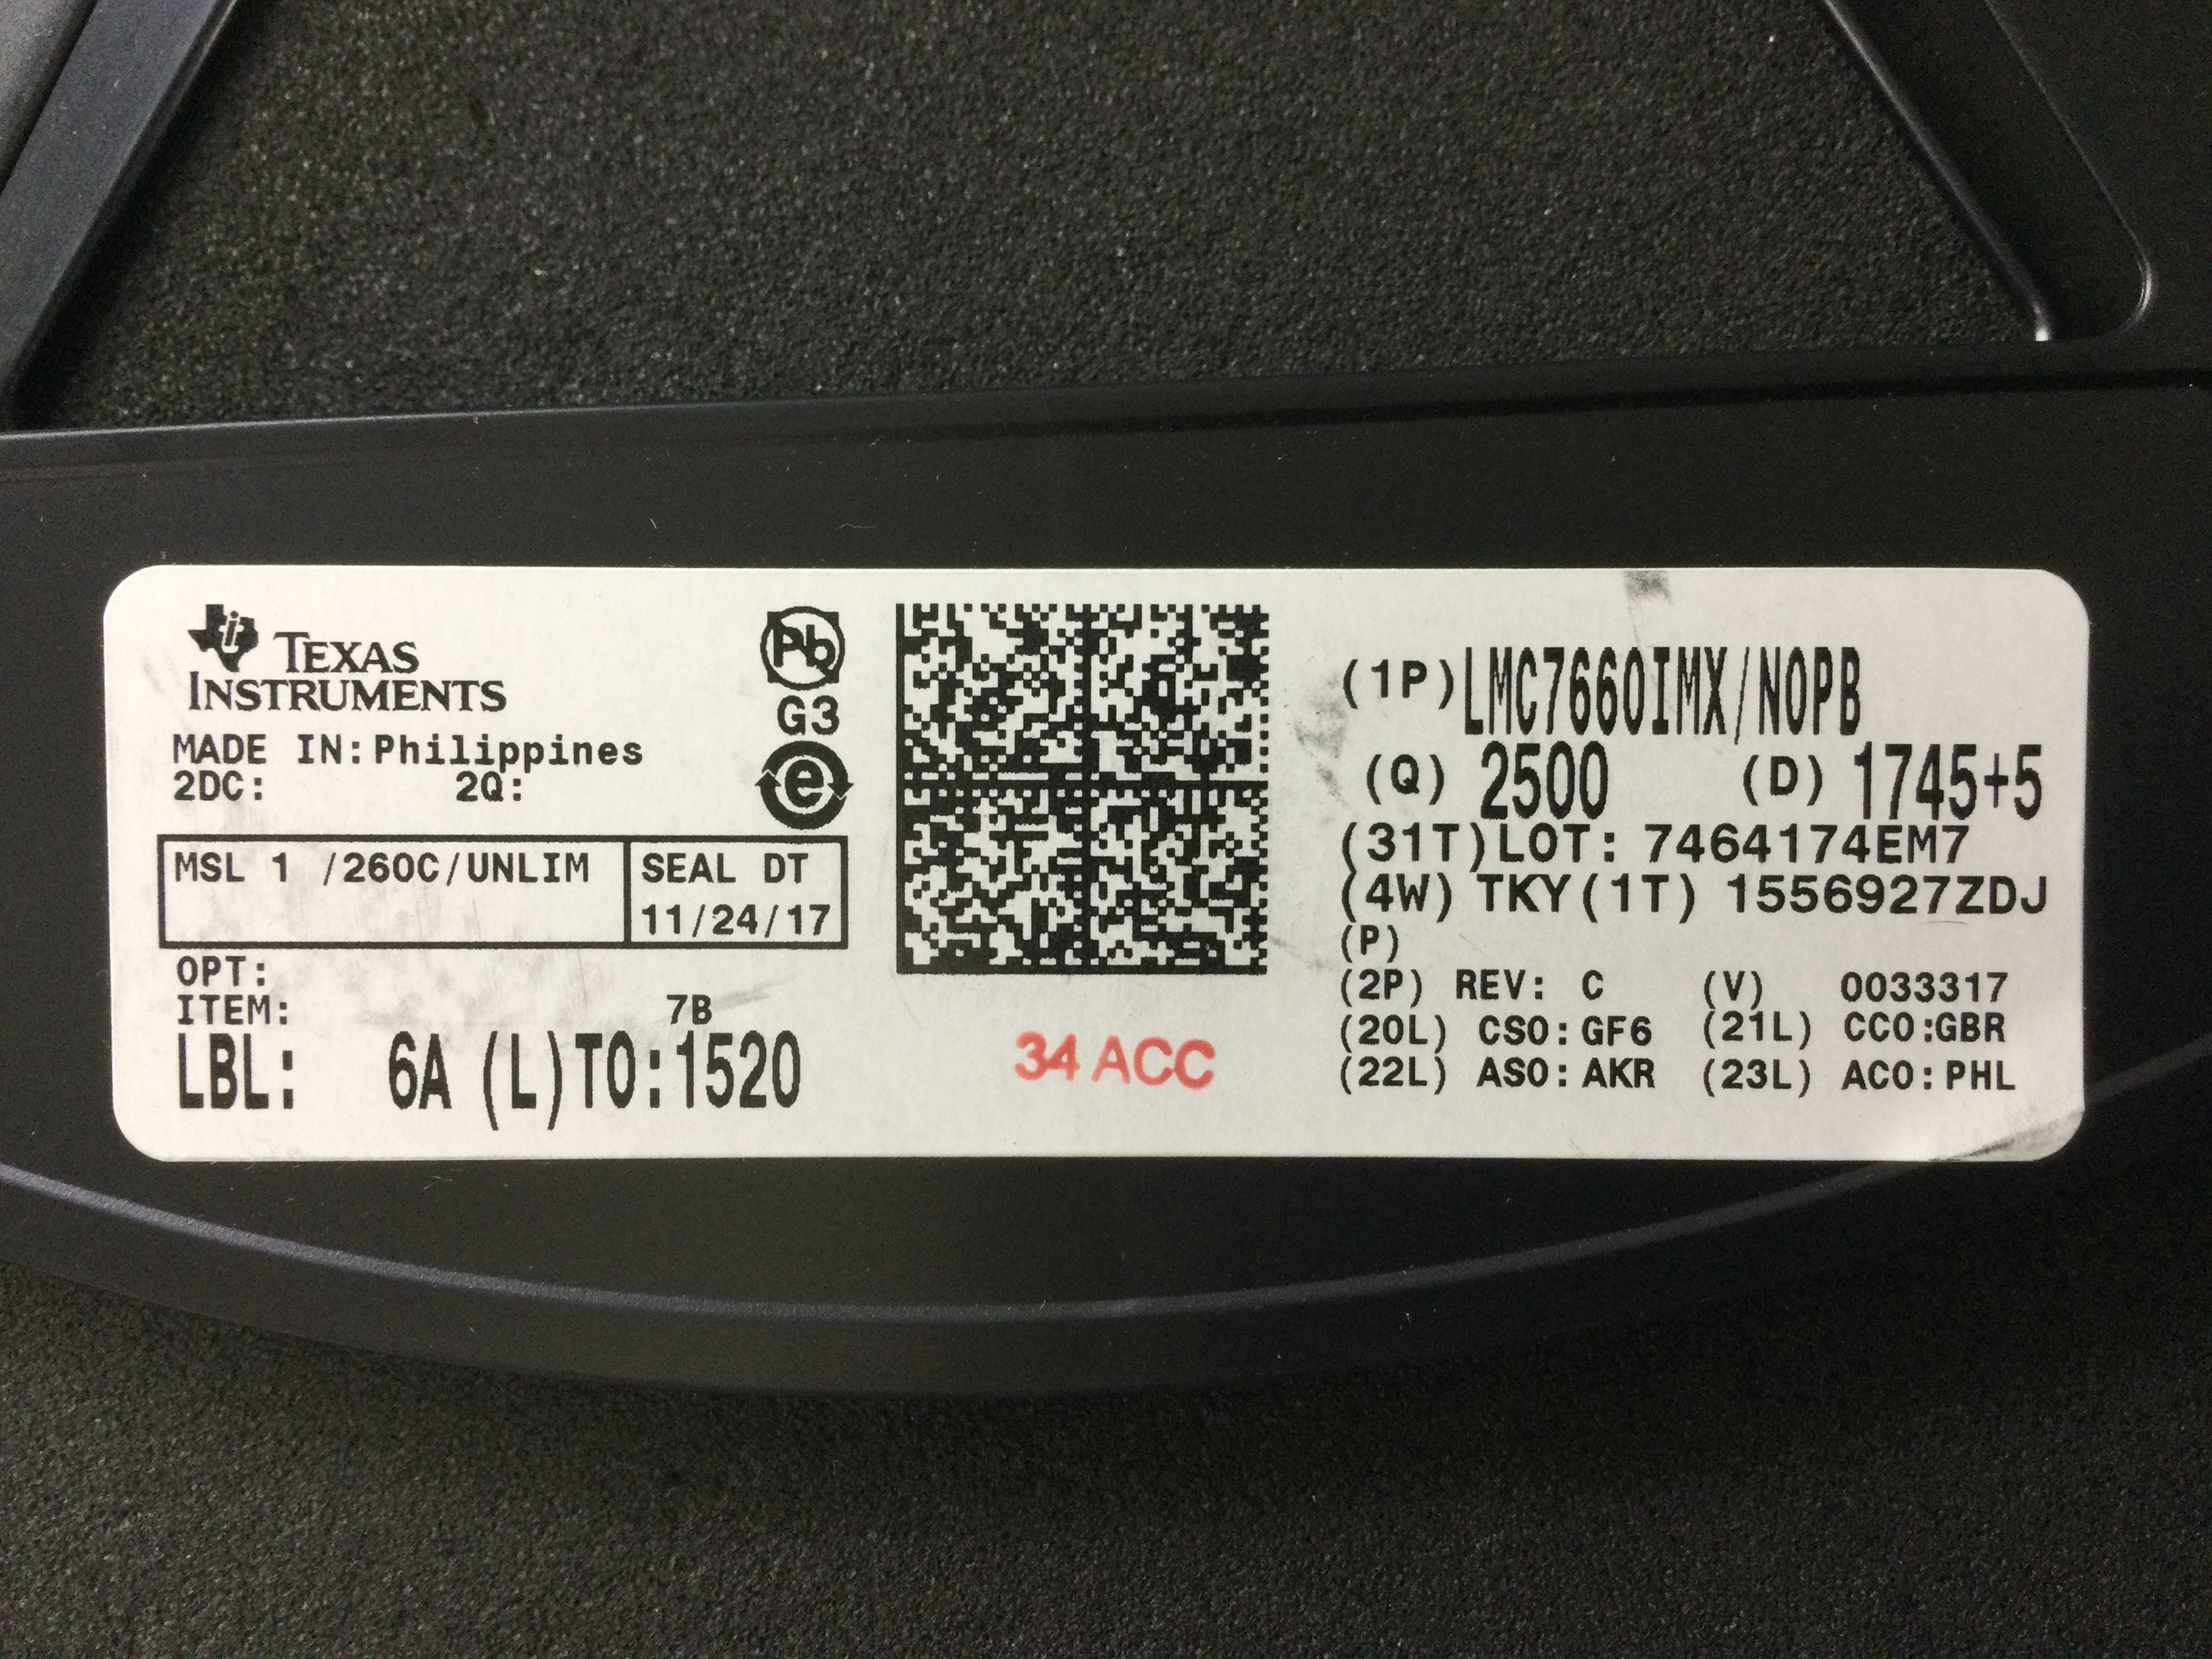 TEXAS
INSTRUMENTS
MADE IN: Philippines
2DC: 2Q:
Pb
G3
e
MSL 1 /260C/UNLIM
SEAL DT
11/24/17
OPT:
ITEM: 7B
LBL: 6A (L)TO:1520
34 ACC
(1P)LMC7660IMX/NOPB
(Q) 2500 (D) 1745+5
(31T)LOT: 7464174EM7
(4W) TKY(1T) 1556927ZDJ
(P)
(2P) REV: C (V) 0033317
(20L) CSO:GF6 (21L) CCO:GBR
(22L) ASO:AKR (23L) ACO:PHL